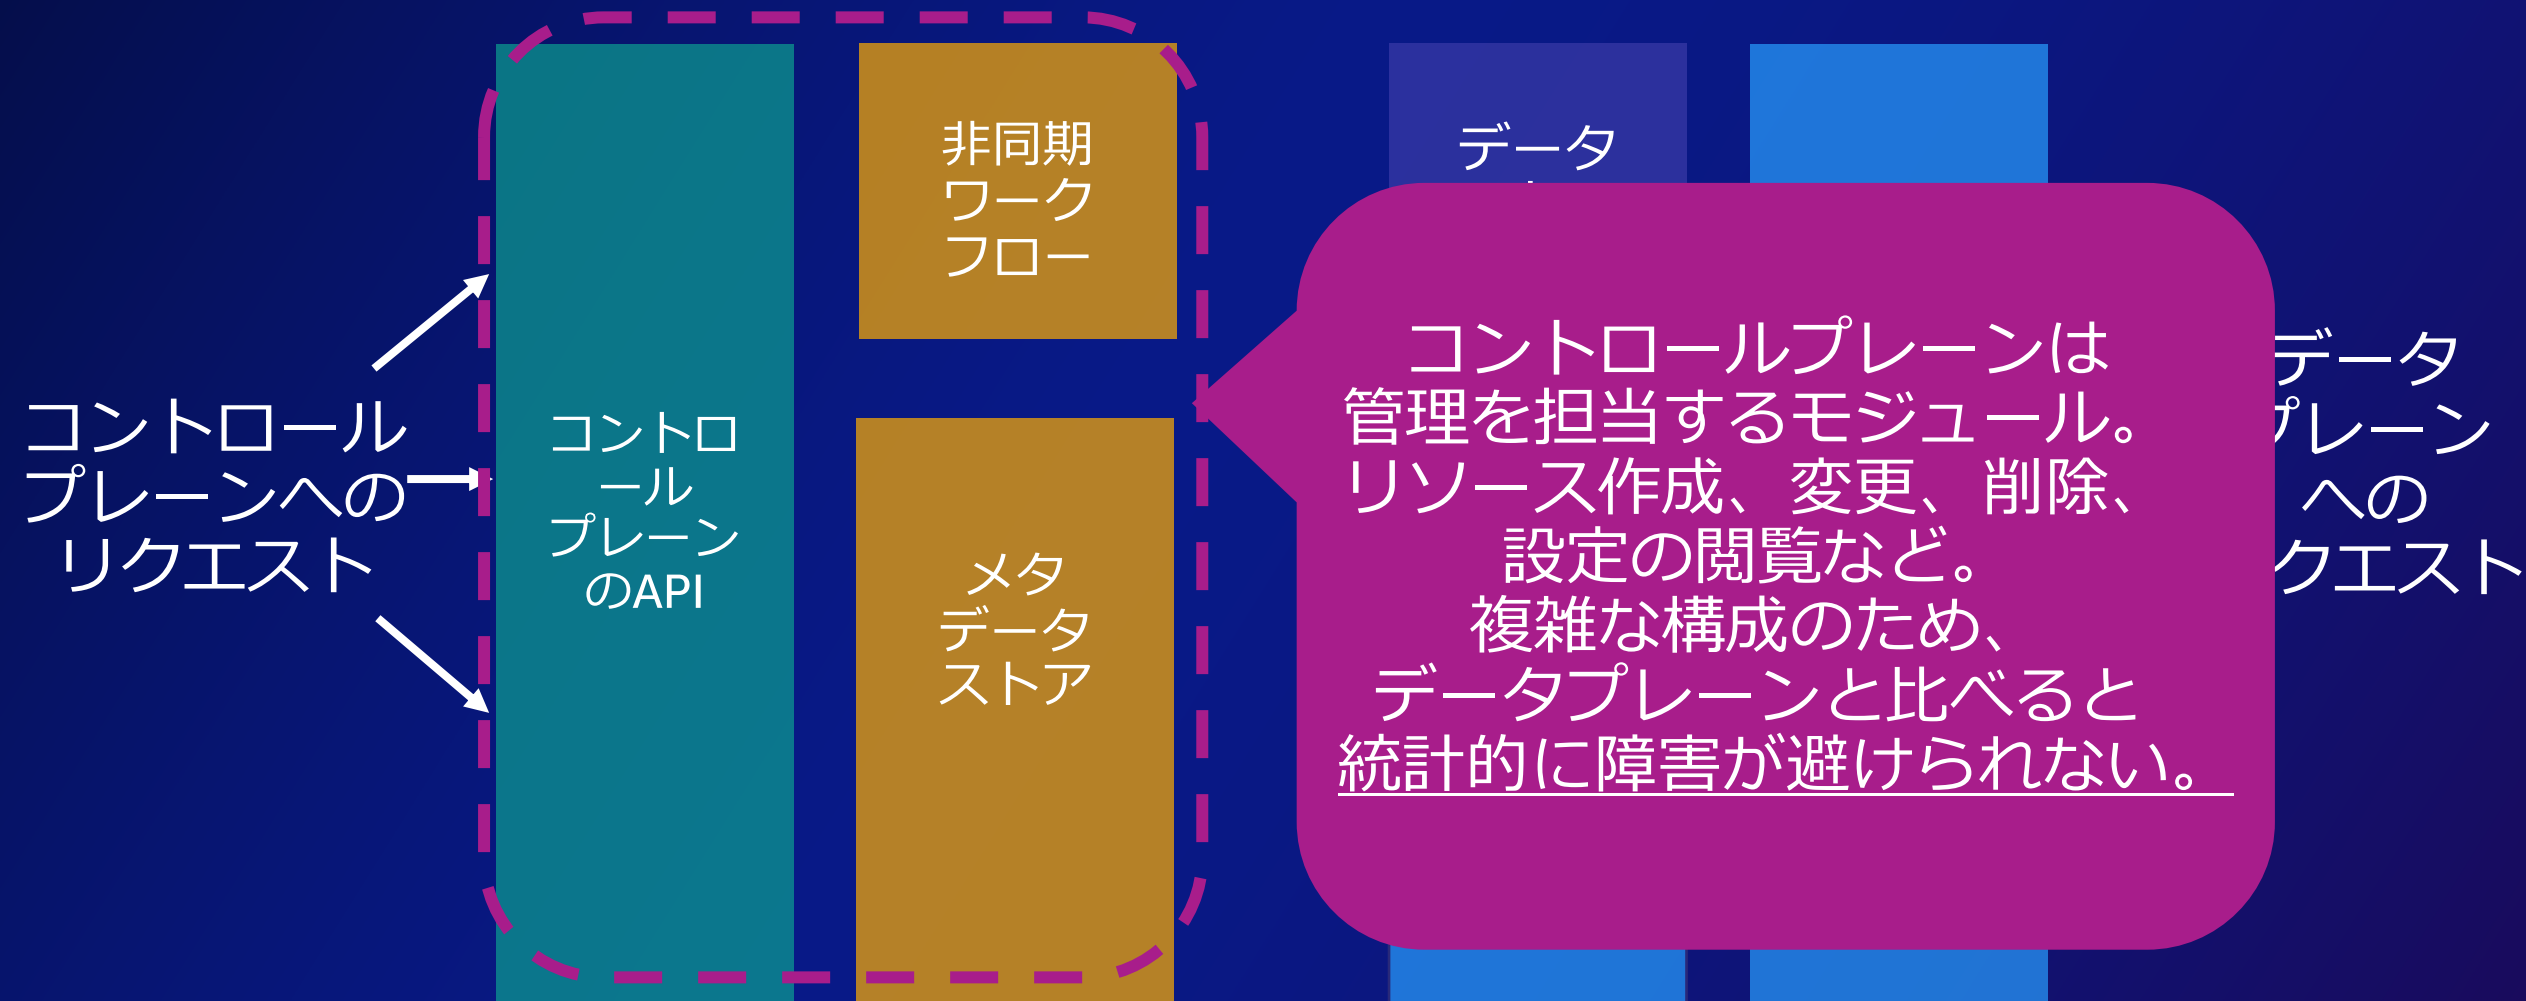 コントロール
プレーンへの
リクエスト
コントロ
ール
プレーン
のAPI
非同期
ワーク
フロー
メタ
データ
ストア
データ
コントロールプレーンは
管理を担当するモジュール。
リソース作成、変更、削除、
設定の閲覧など。
複雑な構成のため、
データプレーンと比べると
統計的に障害が避けられない。
データ
プレーン
への
クエスト